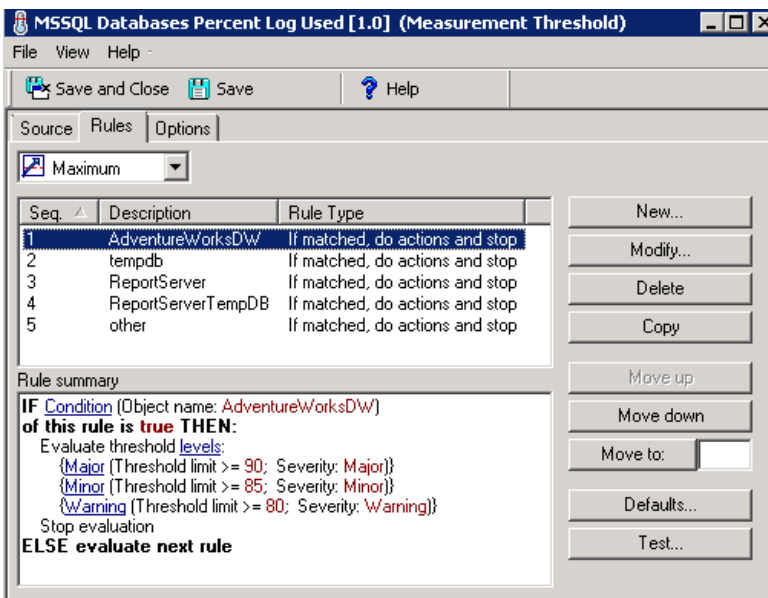 MSSQL Databases Percent Log Used [1.0] (Measurement Threshold)
File View Help
Save and Close Save Help
Source Rules Options
Maximum
Seq. Description Rule Type
1 AdventureWorksDW If matched, do actions and stop
2 tempdb If matched, do actions and stop
3 ReportServer If matched, do actions and stop
4 ReportServerTempDB If matched, do actions and stop
5 other If matched, do actions and stop
New...
Modify...
Delete
Copy
Move up
Move down
Move to:
Defaults...
Test...
Rule summary
IF Condition (Object name: AdventureWorksDW)
of this rule is true THEN:
Evaluate threshold levels:
{Major (Threshold limit >= 90; Severity: Major)}
{Minor (Threshold limit >= 85; Severity: Minor)}
{Warning (Threshold limit >= 80; Severity: Warning)}
Stop evaluation
ELSE evaluate next rule